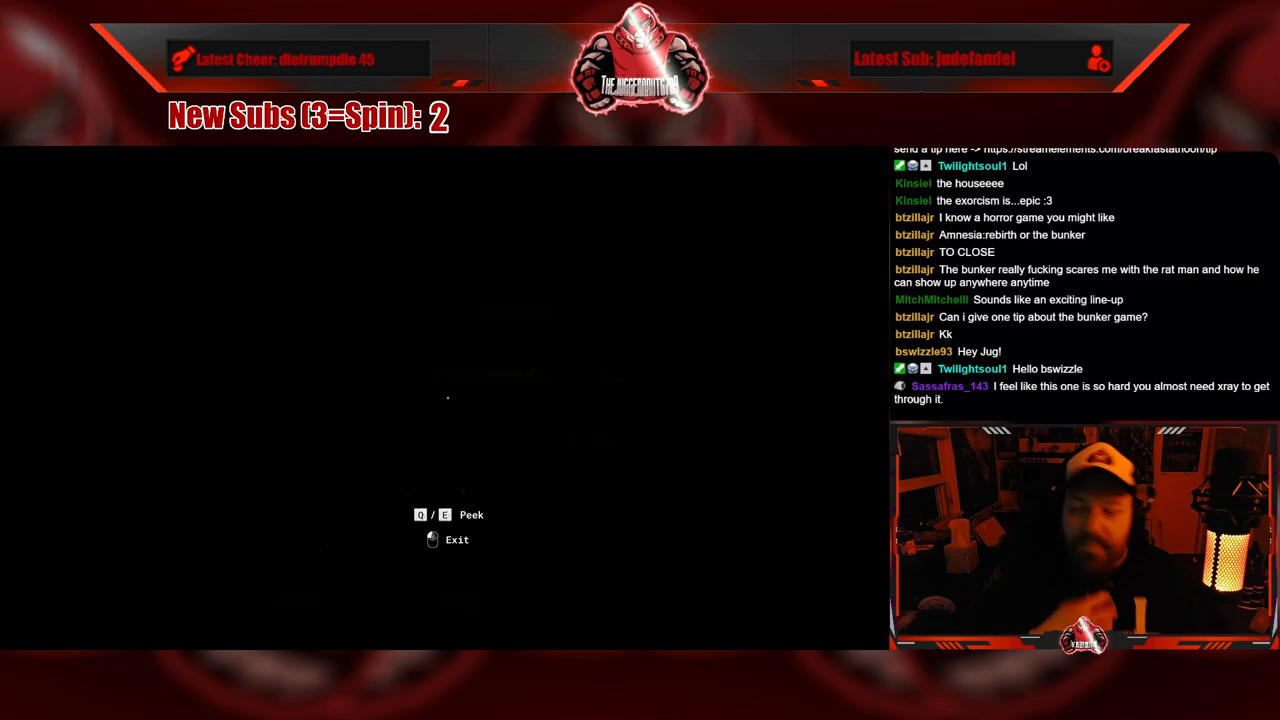 Latest Cheer: dietrumpdie 45
Latest Sub: judefandel
New Subs (3=Spin): 2
send a tip here -> https://streamelements.com/breakfastatnoon/tip
Twilightsoul1 Lol
Kinsiel the houseeee
Kinsiel the exorcism is...epic :3
btzillajr I know a horror game you might like
btzillajr Amnesia:rebirth or the bunker
btzillajr TO CLOSE
btzillajr The bunker really fucking scares me with the rat man and how he
can show up anywhere anytime
MitchMitchelll Sounds like an exciting line-up
btzillajr Can i give one tip about the bunker game?
btzillajr Kk
bswizzle93 Hey Jug!
Twilightsoul1 Hello bswizzle
Sassafras_143 I feel like this one is so hard you almost need xray to get
through it.
Q / E Peek
Exit